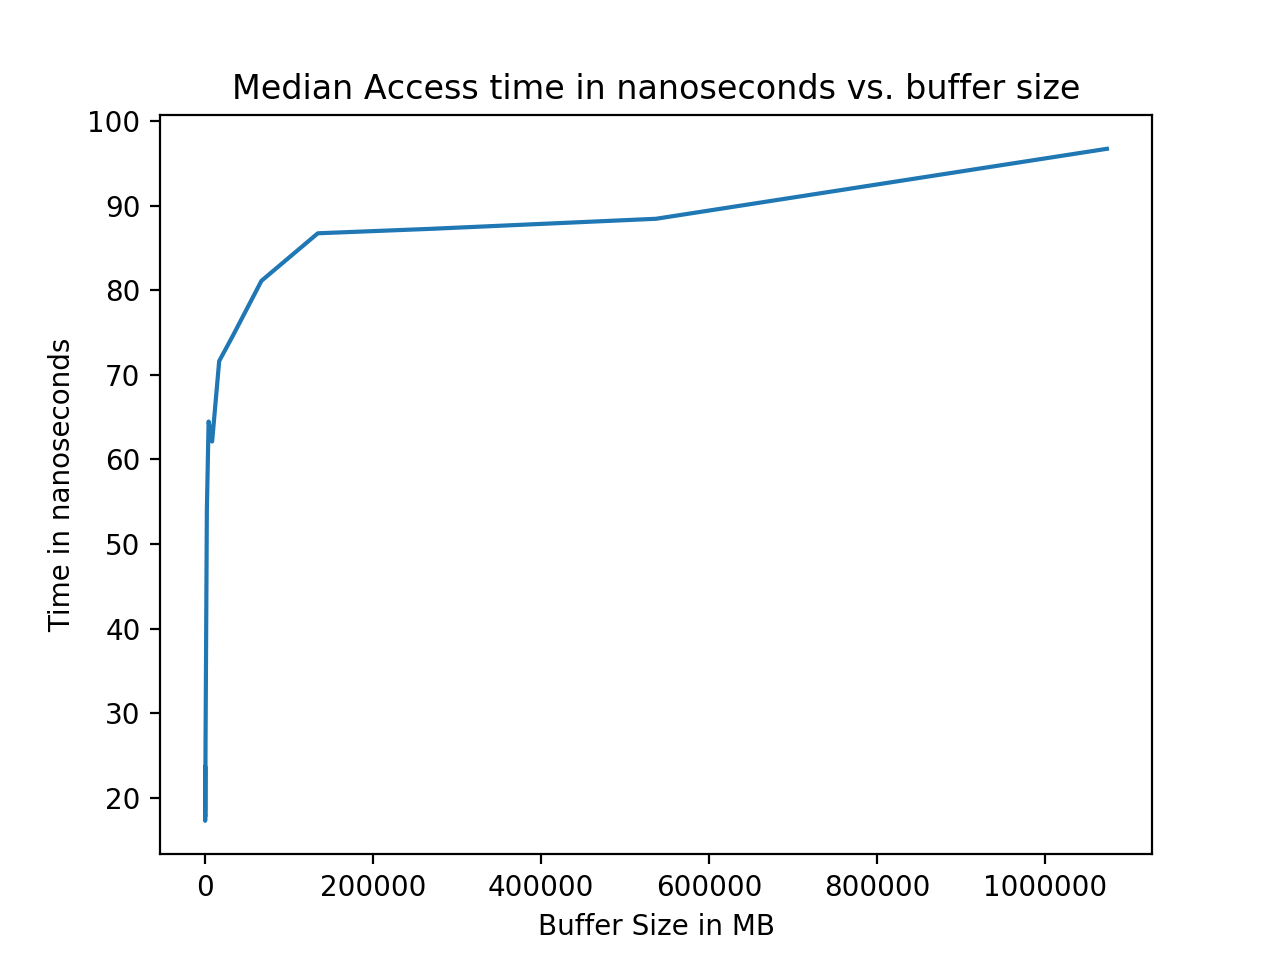 Median Access time in nanoseconds vs. buffer size
100
90
80
70
60
50
40
30
20
Time in nanoseconds
0 200000 400000 600000 800000 1000000
Buffer Size in MB